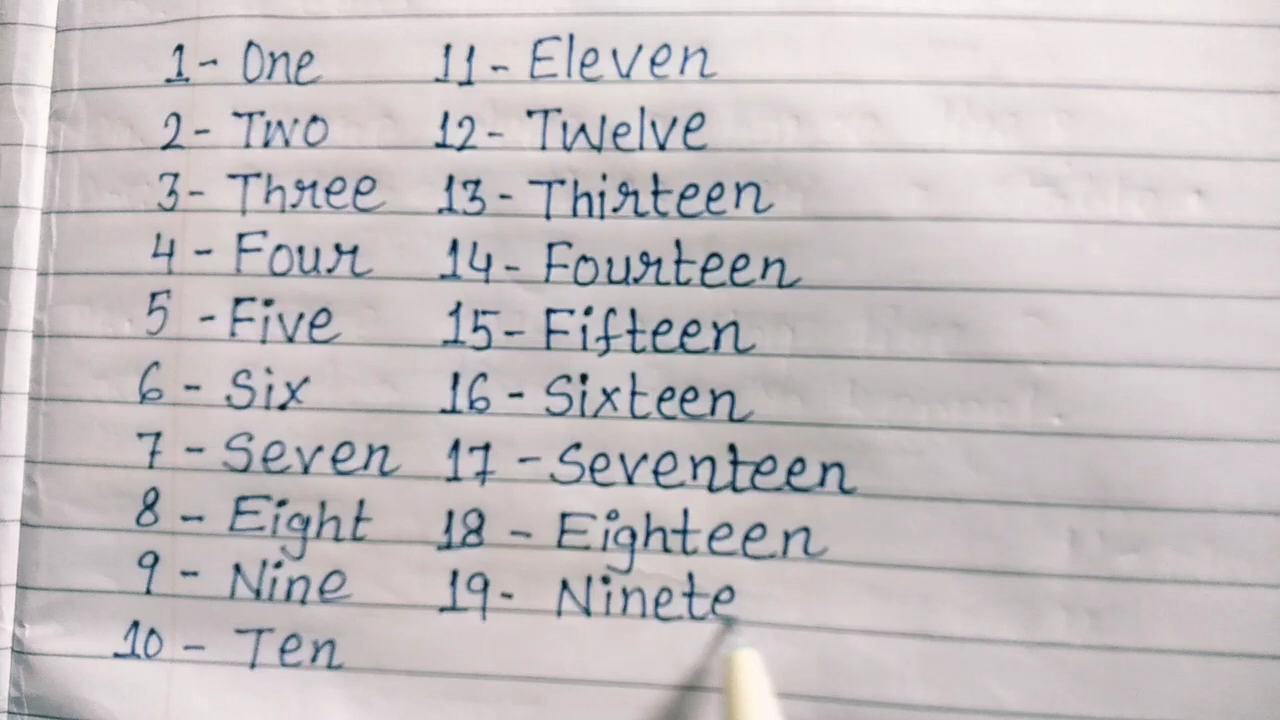 1- One 11- Eleven
2- Two 12- Twelve
3- Three 13- Thirteen
4 - Four 14- Fourteen
5 -Five 15- Fifteen
6 - Six 16 - Sixteen
7 - Seven 17 -Seventeen
8 - Eight 18 - Eighteen
9 - Nine 19- Ninete
10 - Ten